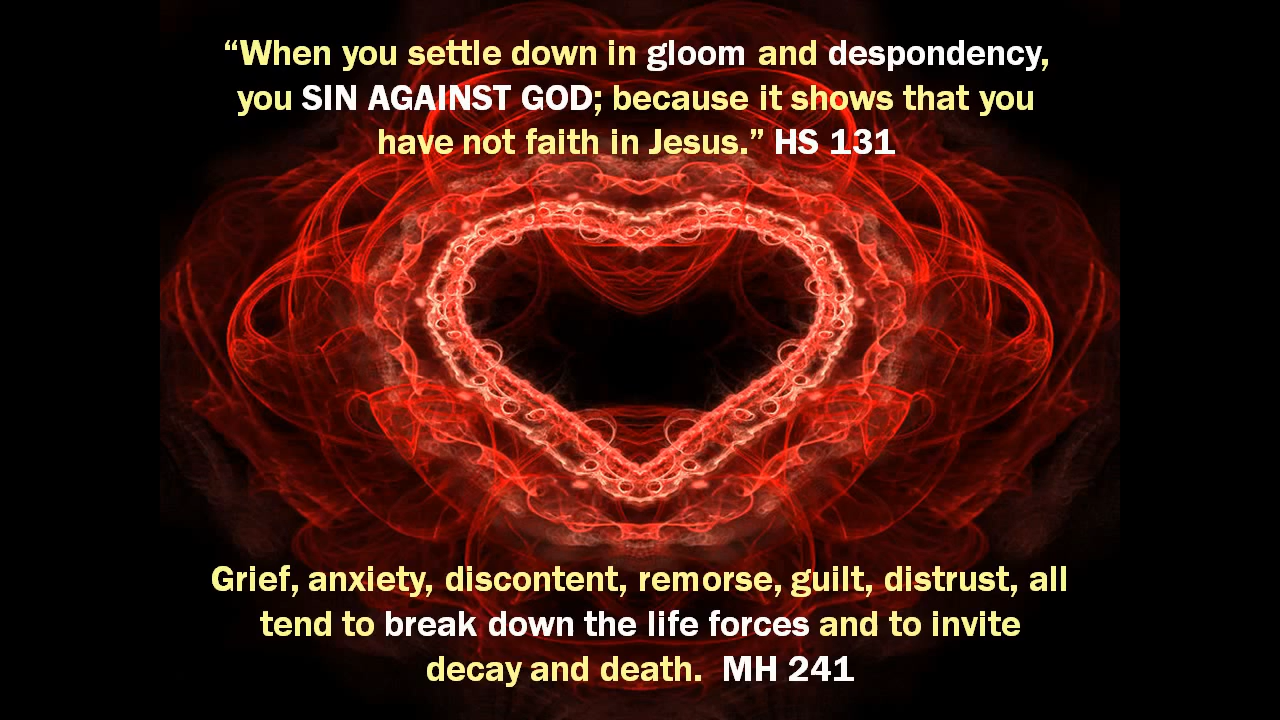 “When you settle down in gloom and despondency,
you SIN AGAINST GOD; because it shows that you
have not faith in Jesus.” HS 131
Grief, anxiety, discontent, remorse, guilt, distrust, all
tend to break down the life forces and to invite
decay and death. MH 241